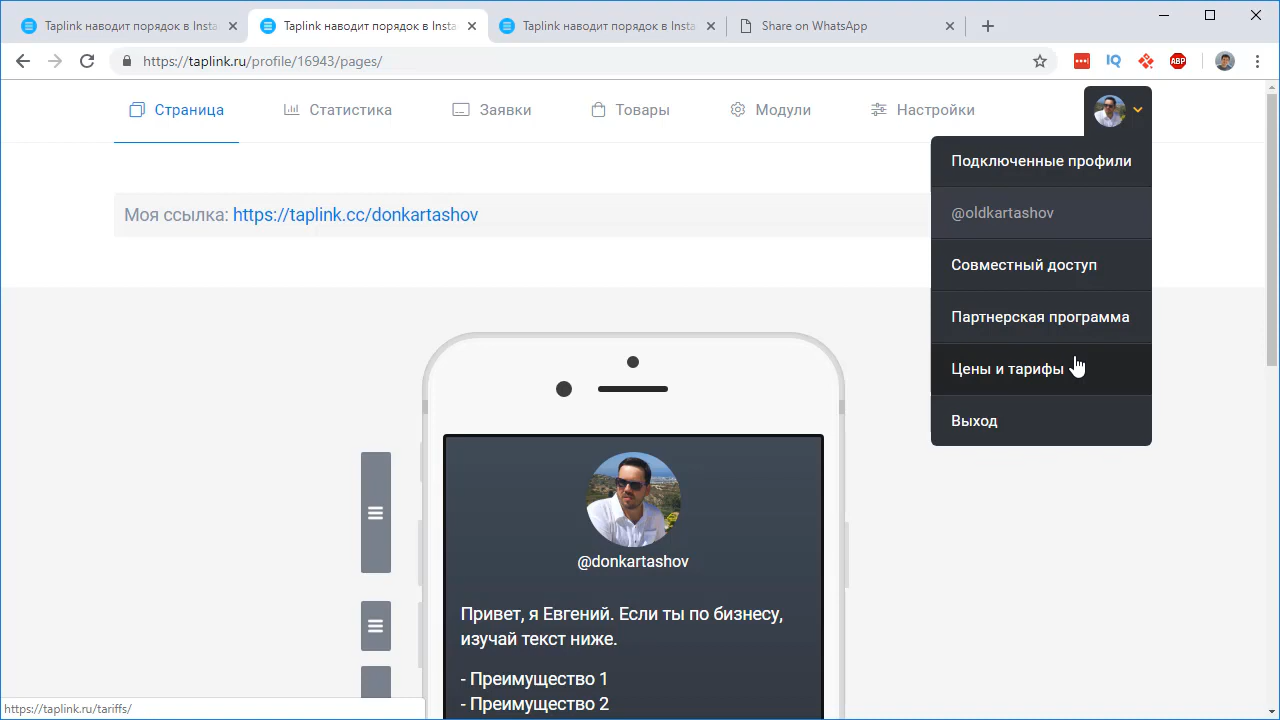 Taplink наводит порядок в Insta
Taplink наводит порядок в Insta
Taplink наводит порядок в Insta
Share on WhatsApp
https://taplink.ru/profile/16943/pages/
IQ
ABP
Страница
Статистика
Заявки
Товары
Модули
Настройки
Моя ссылка: https://taplink.cc/donkartashov
Подключенные профили
@oldkartashov
Совместный доступ
Партнерская программа
Цены и тарифы
Выход
@donkartashov
Привет, я Евгений. Если ты по бизнесу,
изучай текст ниже.
- Преимущество 1
- Преимущество 2
https://taplink.ru/tariffs/